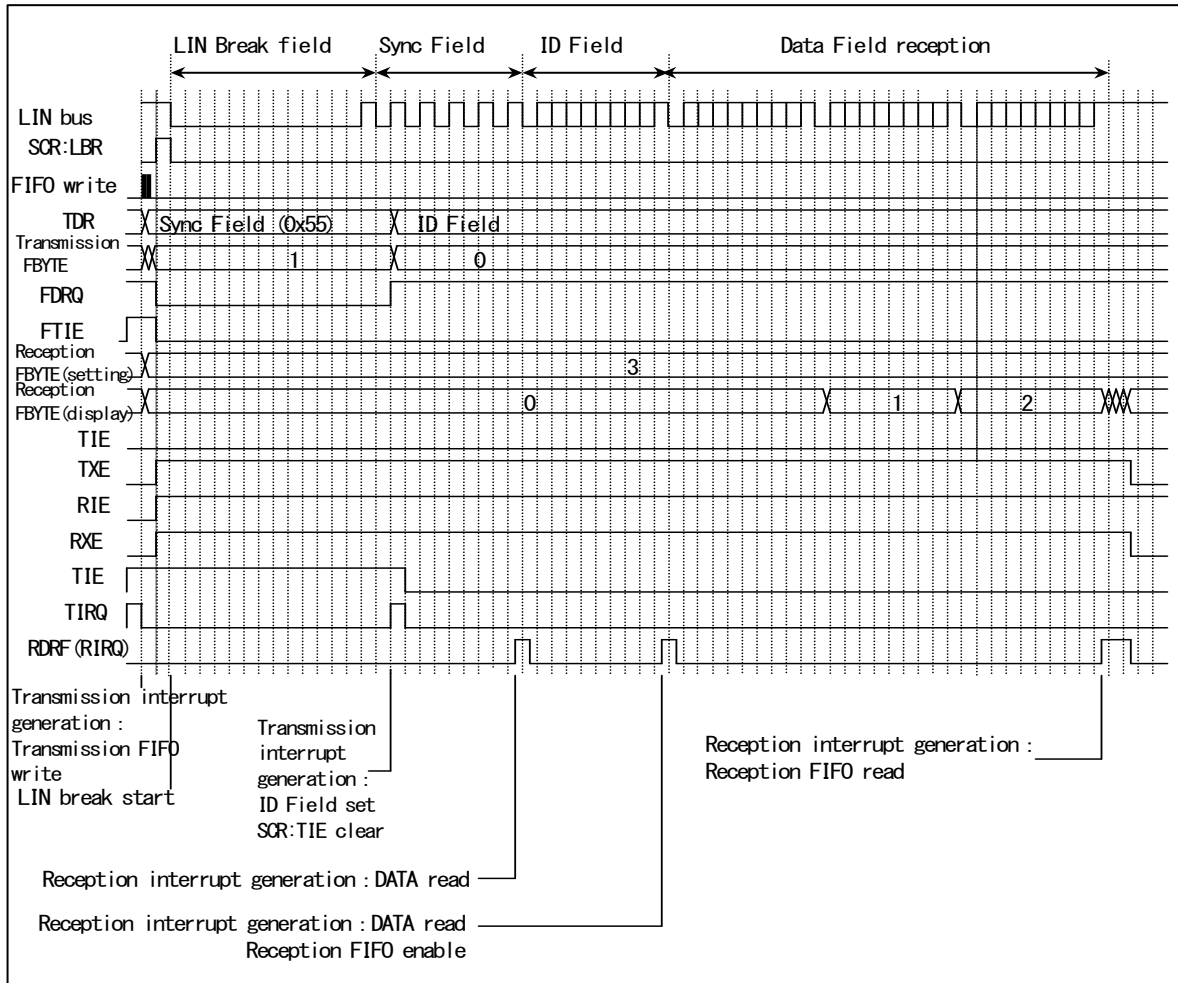 LIN Break field Sync Field ID Field Data Field reception
LIN bus
SCR:LBR
FIFO write
TDR Sync Field (0x55) ID Field
Transmission
FBYTE 1 0
FDRQ
FTIE
Reception
FBYTE(setting) 3
Reception
FBYTE(display) 0 1 2
TIE
TXE
RIE
RXE
TIE
TIRQ
RDRF(RIRQ)
Transmission interrupt
generation :
Transmission FIFO
write
LIN break start
Transmission
interrupt
generation :
ID Field set
SCR:TIE clear
Reception interrupt generation :
Reception FIFO read
Reception interrupt generation : DATA read
Reception interrupt generation : DATA read
Reception FIFO enable